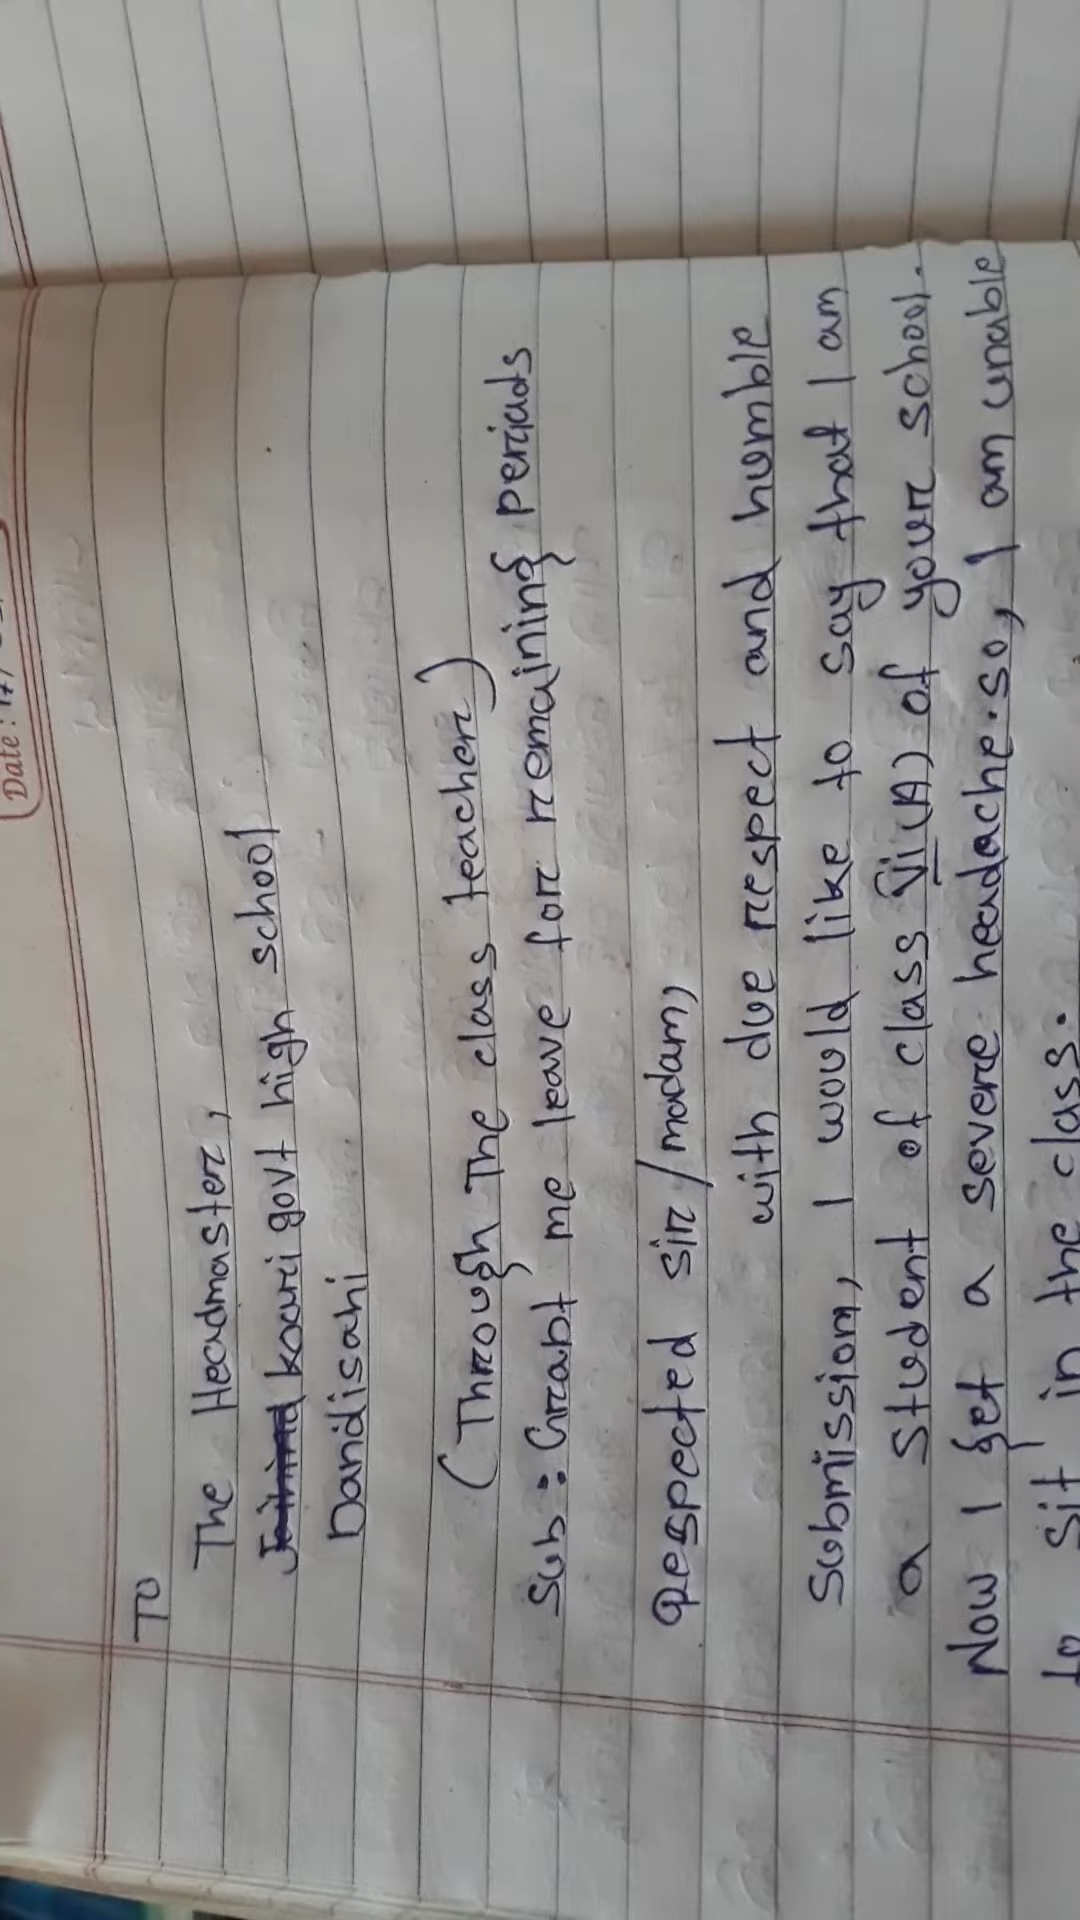 Date: 17/
TO
The Headmaster,
kowri govt high school
Dandisahi
(Through The class teacher)
Sub: Grant me leave for remaining periods
Respected sir/madam,
with due respect and humble
Submission, I would like to say that I am
a student of class VI(A) of your school.
Now I get a severe headache. so, I am unable
to sit in the class.